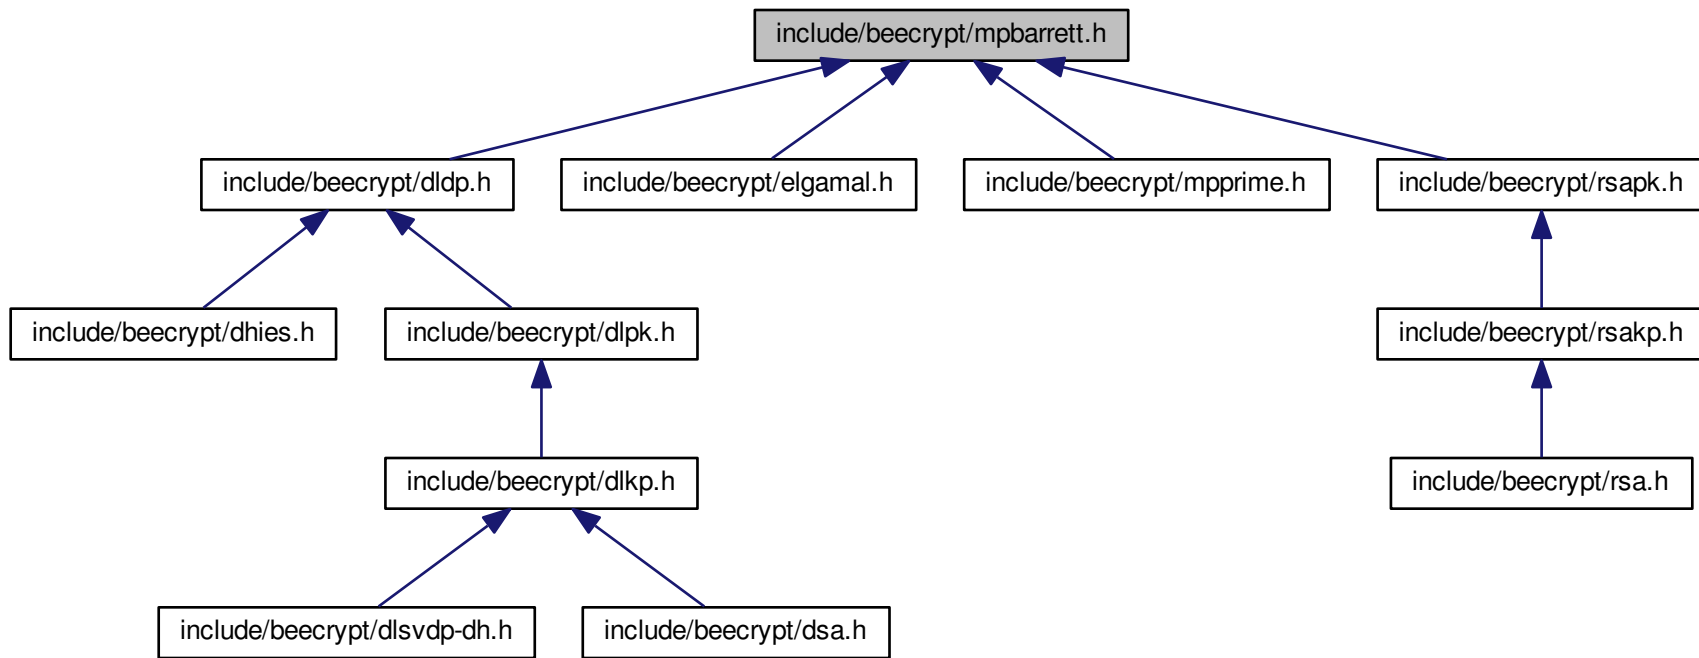 include/beecrypt/mpbarrett.h
include/beecrypt/dldp.h
include/beecrypt/elgamal.h
include/beecrypt/mpprime.h
include/beecrypt/rsapk.h
include/beecrypt/dhies.h
include/beecrypt/dlpk.h
include/beecrypt/rsakp.h
include/beecrypt/dlkp.h
include/beecrypt/rsa.h
include/beecrypt/dlsvdp-dh.h
include/beecrypt/dsa.h